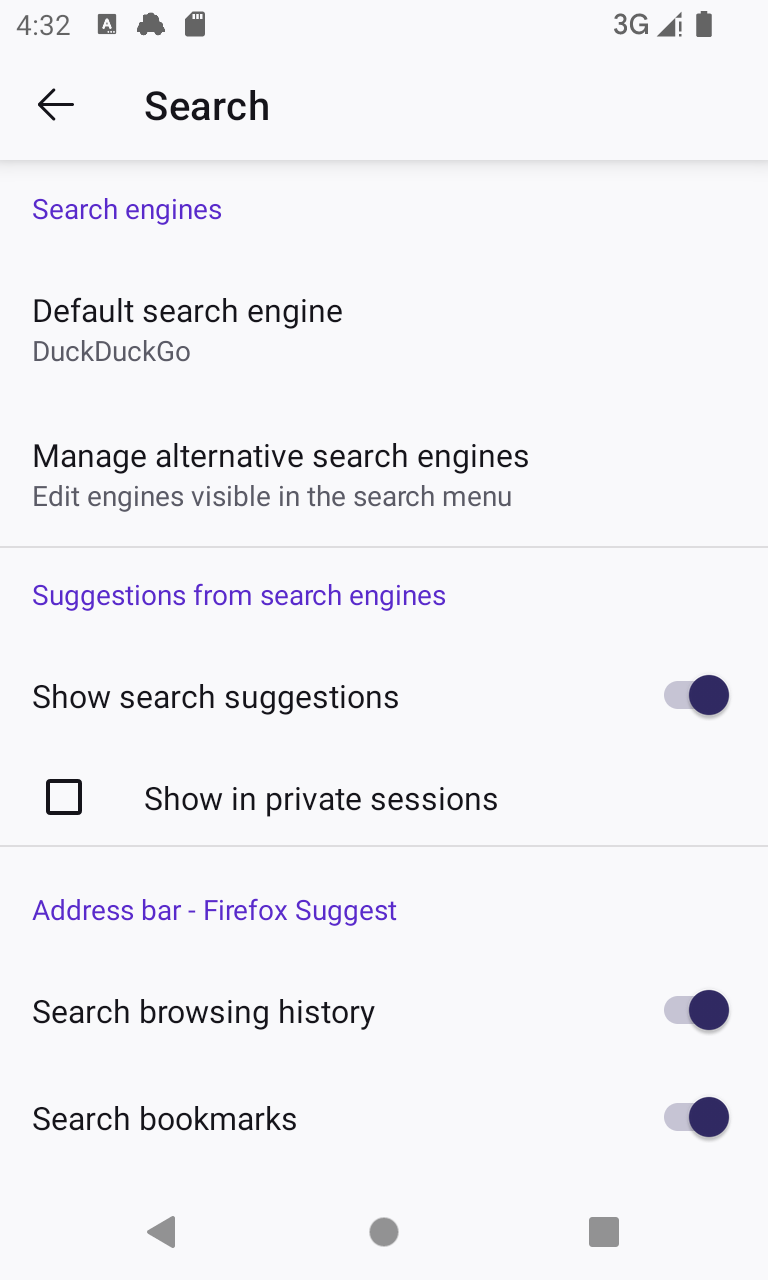 4:32
3G
Search
Search engines
Default search engine
DuckDuckGo
Manage alternative search engines
Edit engines visible in the search menu
Suggestions from search engines
Show search suggestions
Show in private sessions
Address bar - Firefox Suggest
Search browsing history
Search bookmarks